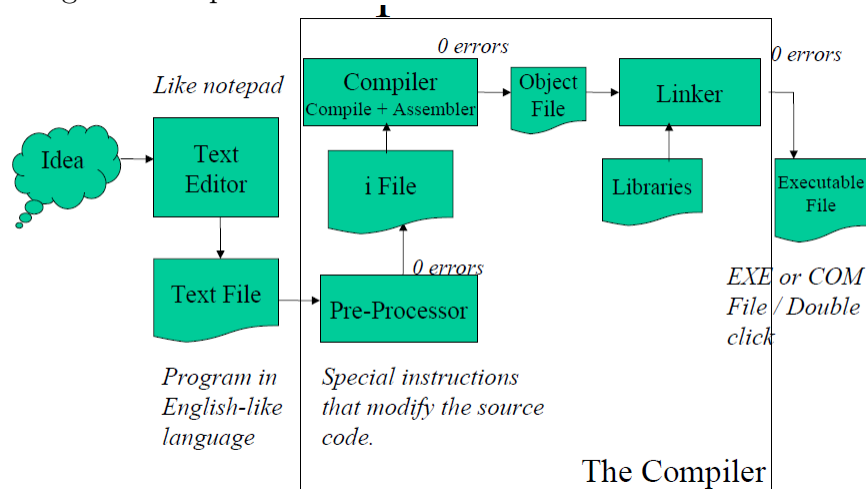 0 errors
0 errors
Like notepad
Compiler
Compile + Assembler
Object
File
Linker
Idea
Text
Editor
i File
Libraries
Executable
File
0 errors
Text File
Pre-Processor
EXE or COM
File / Double
click
Program in
English-like
language
Special instructions
that modify the source
code.
The Compiler